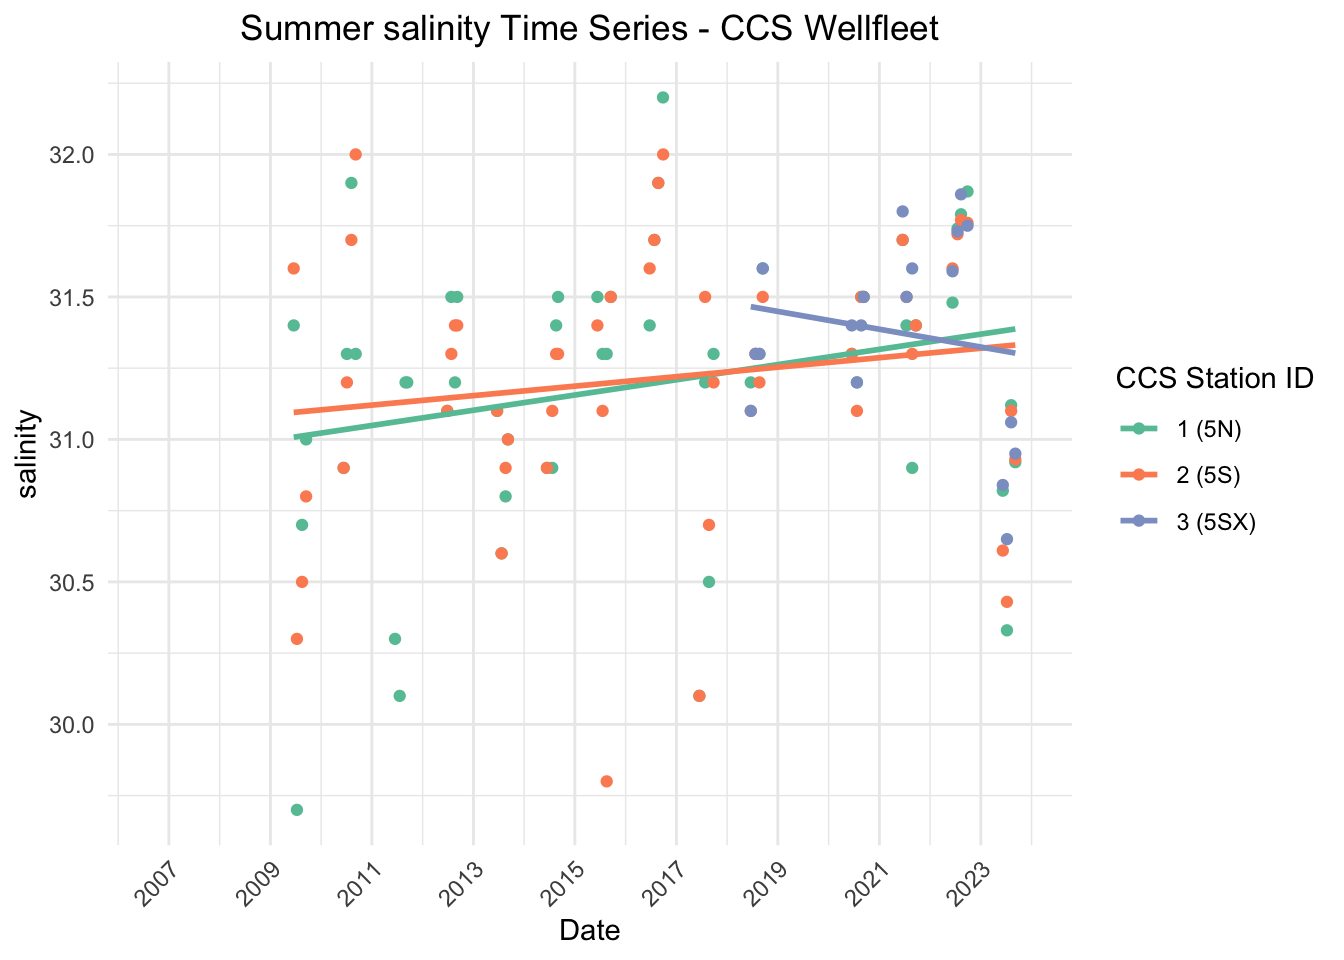 Summer salinity Time Series - CCS Wellfleet
salinity
32.0
31.5
31.0
30.5
30.0
2007
2009
2011
2013
2015
2017
2019
2021
2023
Date
CCS Station ID
1 (5N)
2 (5S)
3 (5SX)